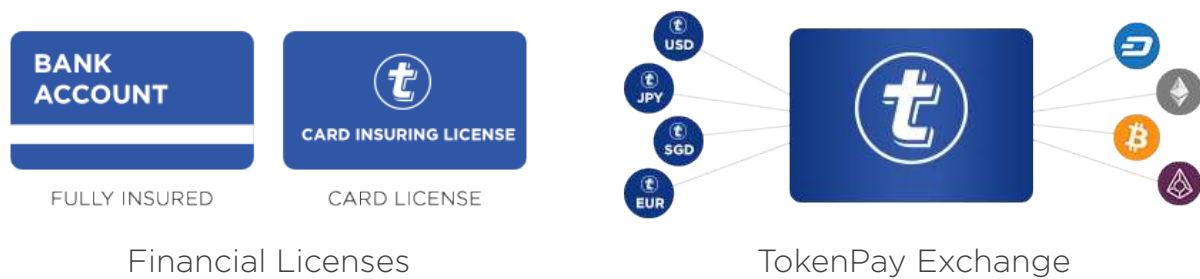 BANK
ACCOUNT
FULLY INSURED
t
CARD INSURING LICENSE
CARD LICENSE
Financial Licenses
t
USD
t
JPY
t
SGD
t
EUR
t
TokenPay Exchange